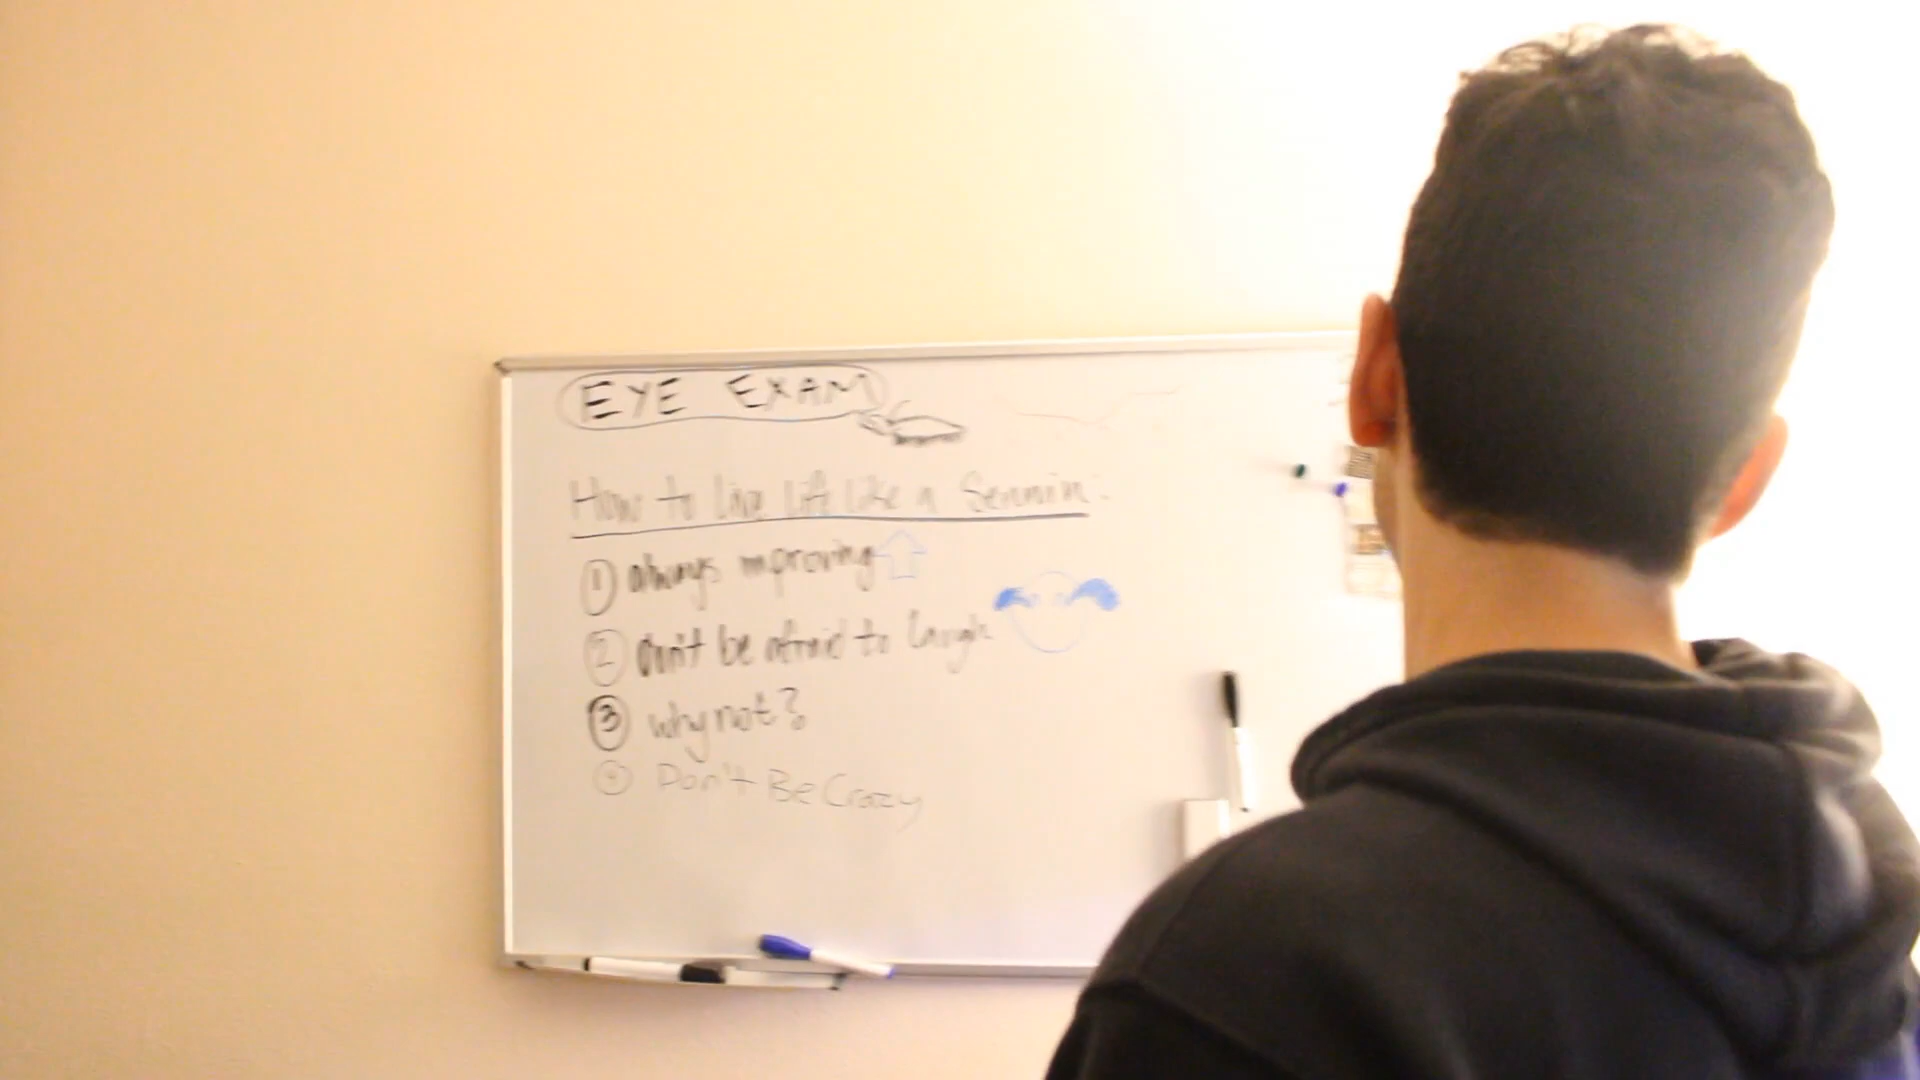 EYE EXAM
How to live life like a Sennin:
① always improving
② don't be afraid to laugh
③ why not?
④ Don't Be Crazy